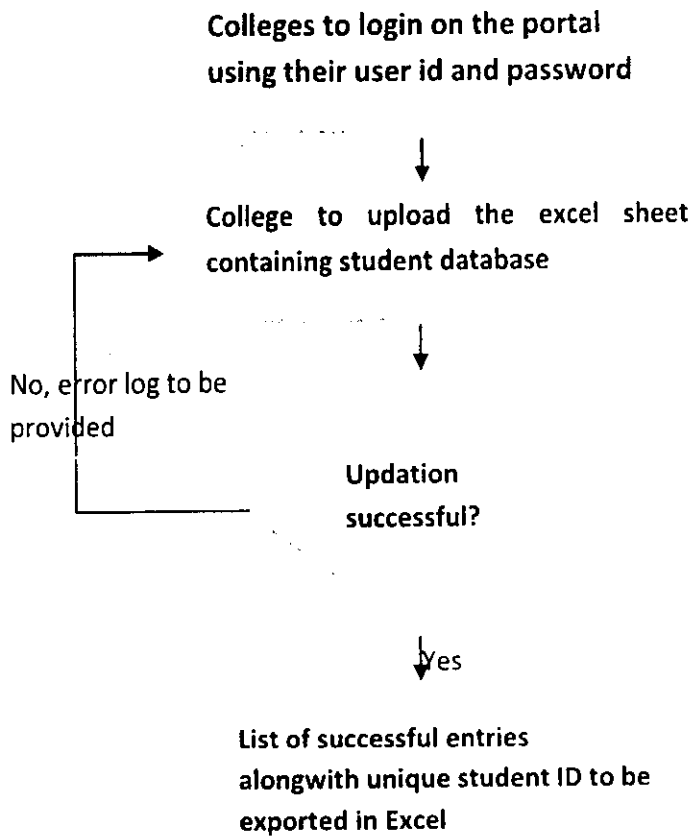 Colleges to login on the portal
using their user id and password
College to upload the excel sheet
containing student database
No, error log to be
provided
Updation
successful?
Yes
List of successful entries
alongwith unique student ID to be
exported in Excel